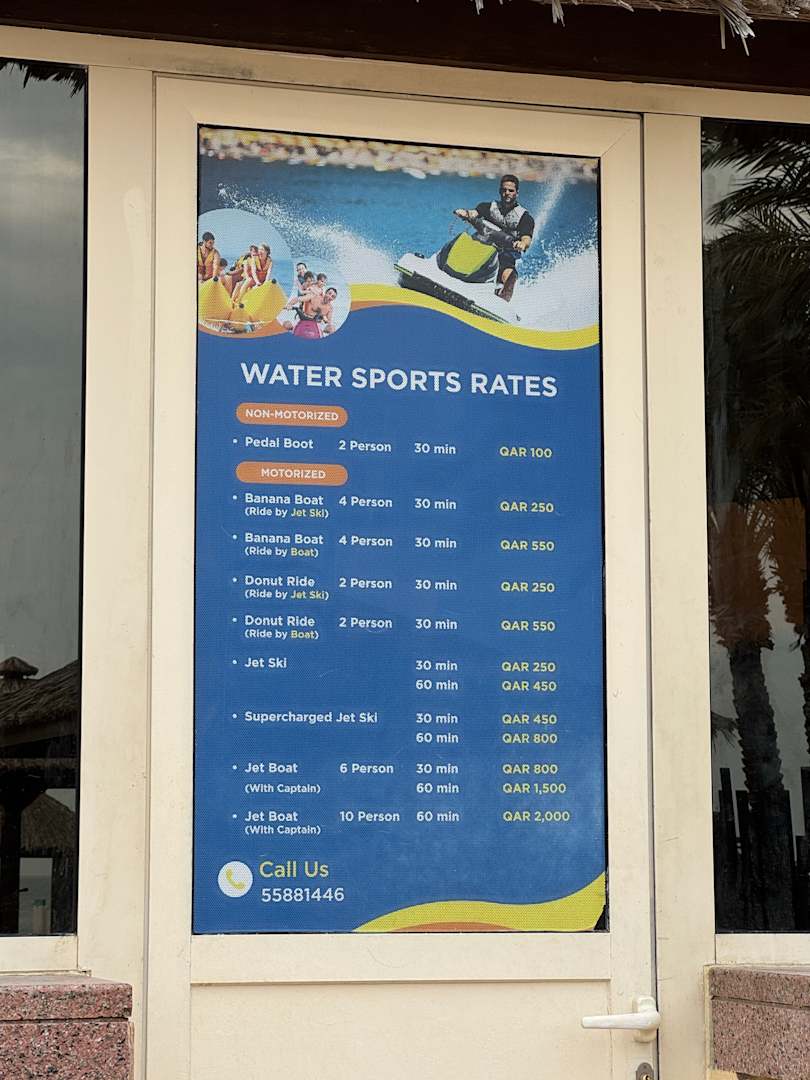 WATER SPORTS RATES
NON-MOTORIZED
• Pedal Boot 2 Person 30 min QAR 100
MOTORIZED
• Banana Boat 4 Person 30 min QAR 250
(Ride by Jet Ski)
• Banana Boat 4 Person 30 min QAR 550
(Ride by Boat)
• Donut Ride 2 Person 30 min QAR 250
(Ride by Jet Ski)
• Donut Ride 2 Person 30 min QAR 550
(Ride by Boat)
• Jet Ski 30 min QAR 250
60 min QAR 450
• Supercharged Jet Ski 30 min QAR 450
60 min QAR 800
• Jet Boat 6 Person 30 min QAR 800
(With Captain) 60 min QAR 1,500
• Jet Boat 10 Person 60 min QAR 2,000
(With Captain)
Call Us
55881446